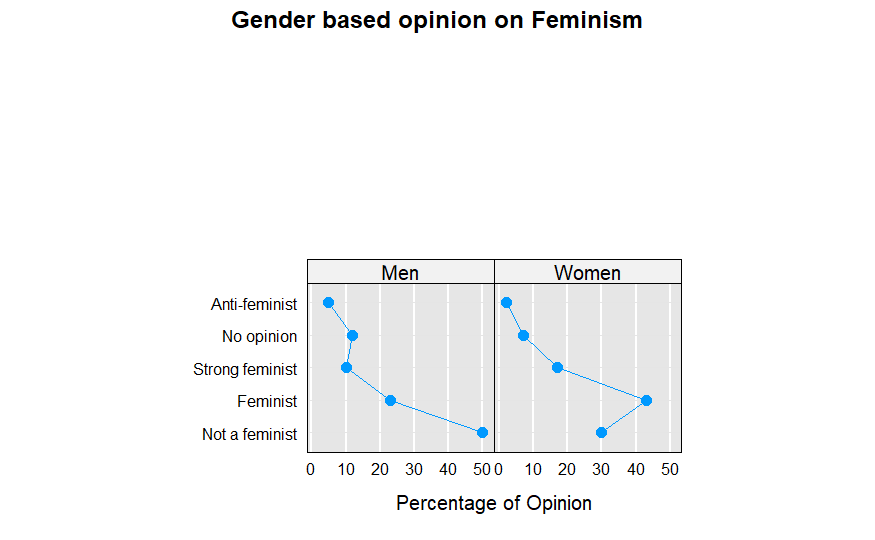 Gender based opinion on Feminism
Men Women
Anti-feminist
No opinion
Strong feminist
Feminist
Not a feminist
0 10 20 30 40 50 0 10 20 30 40 50
Percentage of Opinion